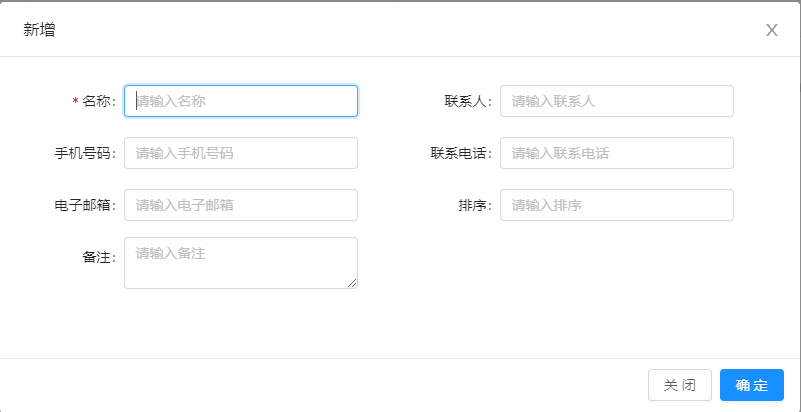 新增
* 名称: 请输入名称 联系人: 请输入联系人
手机号码: 请输入手机号码 联系电话: 请输入联系电话
电子邮箱: 请输入电子邮箱 排序: 请输入排序
备注: 请输入备注
关 闭 确 定